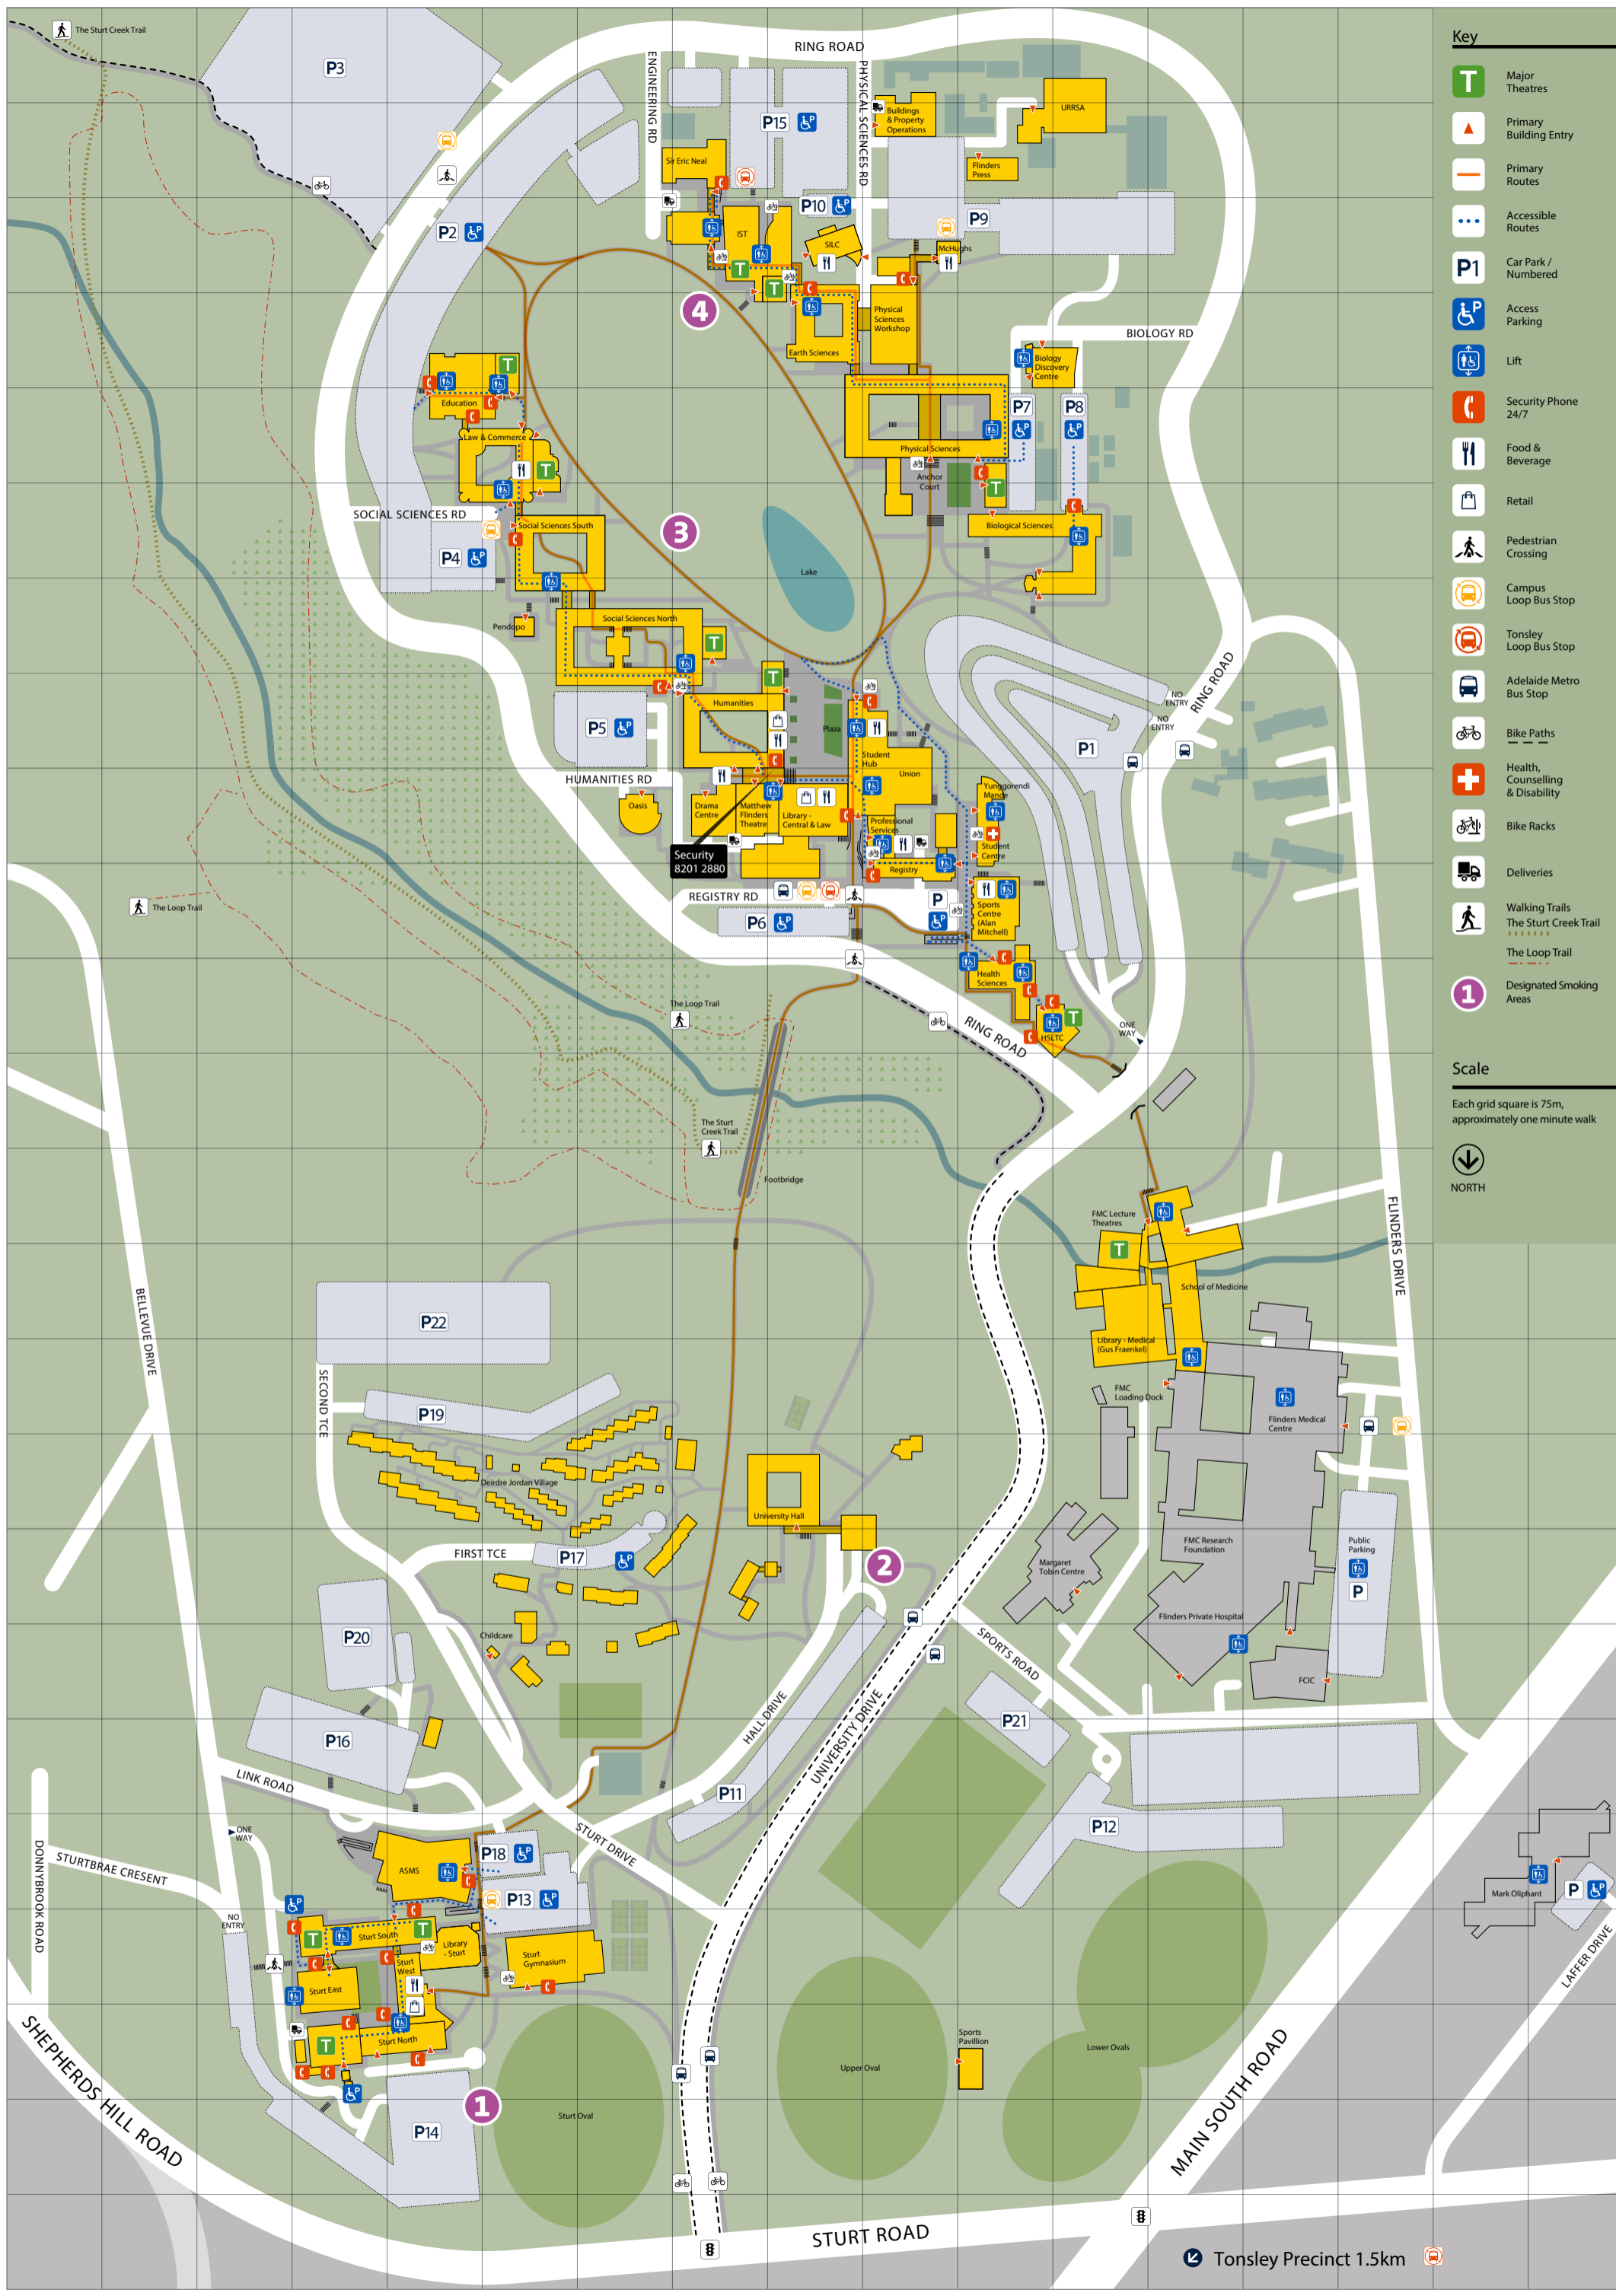 The Sturt Creek Trail
P3
RING ROAD
ENGINEERING RD
PHYSICAL SCIENCES RD
P15
Buildings
& Property
Operations
URRSA
Sir Eric Neal
Flinders
Press
P2
P10
P9
IST
SILC
McHughs
T
T
4
Physical
Sciences
Workshop
Earth Sciences
BIOLOGY RD
Biology
Discovery
Centre
T
Education
P7
P8
Law & Commerce
T
Physical Sciences
Anchor
Court
T
SOCIAL SCIENCES RD
Social Sciences South
Biological Sciences
3
P4
Lake
Pendopo
Social Sciences North
T
T
Humanities
P5
Plaza
NO
ENTRY
NO
ENTRY
RING ROAD
P1
Student
Hub
Union
HUMANITIES RD
Oasis
Drama
Centre
Matthew
Flinders
Theatre
Library -
Central & Law
Professional
Services
Yunggorendi
Mande
Student
Centre
Security
8201 2880
Registry
REGISTRY RD
P6
P
Sports
Centre
(Alan
Mitchell)
The Loop Trail
Health
Sciences
The Loop Trail
RING ROAD
T
HSLTC
ONE
WAY
The Sturt
Creek Trail
Footbridge
FMC Lecture
Theatres
T
School of Medicine
FLINDERS DRIVE
BELLEVUE DRIVE
P22
Library - Medical
(Gus Fraenkel)
SECOND TCE
P19
FMC
Loading Dock
Flinders Medical
Centre
Deirdre Jordan Village
University Hall
FIRST TCE
P17
2
Margaret
Tobin Centre
FMC Research
Foundation
Public
Parking
P
Childcare
P20
Flinders Private Hospital
SPORTS ROAD
FCIC
P16
P21
HALL DRIVE
UNIVERSITY DRIVE
LINK ROAD
P11
P12
ONE
WAY
STURT DRIVE
DONNYBROOK ROAD
STURTBRAE CRESENT
ASMS
P18
P13
NO
ENTRY
T
Sturt South
T
Library
- Sturt
Sturt
West
Sturt
Gymnasium
Sturt East
Mark Oliphant
P
LAFFER DRIVE
T
Sturt North
SHEPHERDS HILL ROAD
1
P14
Sturt Oval
Upper Oval
Sports
Pavillion
Lower Ovals
MAIN SOUTH ROAD
STURT ROAD
Tonsley Precinct 1.5km
Key
T
Major
Theatres
Primary
Building Entry
Primary
Routes
Accessible
Routes
P1
Car Park /
Numbered
P
Access
Parking
Lift
Security Phone
24/7
Food &
Beverage
Retail
Pedestrian
Crossing
Campus
Loop Bus Stop
Tonsley
Loop Bus Stop
Adelaide Metro
Bus Stop
Bike Paths
Health,
Counselling
& Disability
Bike Racks
Deliveries
Walking Trails
The Sturt Creek Trail
The Loop Trail
1
Designated Smoking
Areas
Scale
Each grid square is 75m,
approximately one minute walk
NORTH